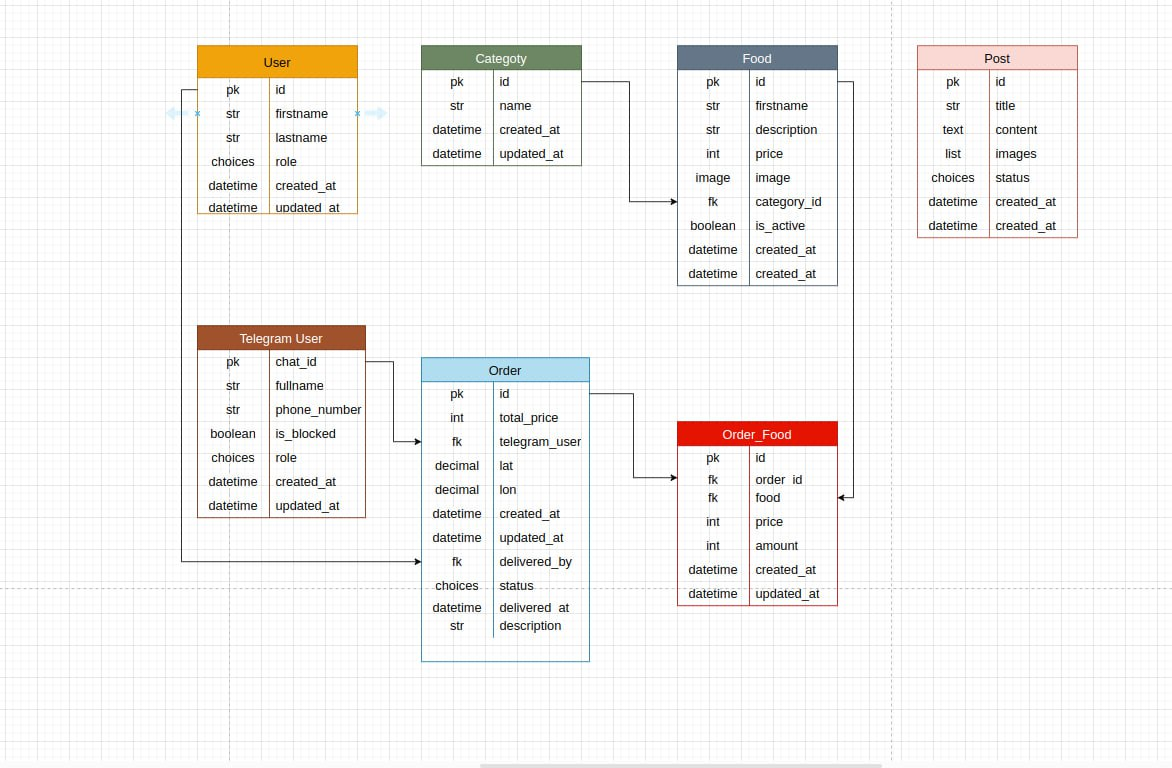 User
pk id
str firstname
str lastname
choices role
datetime created_at
datetime updated_at
Categoty
pk id
str name
datetime created_at
datetime updated_at
Food
pk id
str firstname
str description
int price
image image
fk category_id
boolean is_active
datetime created_at
datetime created_at
Post
pk id
str title
text content
list images
choices status
datetime created_at
datetime created_at
Telegram User
pk chat_id
str fullname
str phone_number
boolean is_blocked
choices role
datetime created_at
datetime updated_at
Order
pk id
int total_price
fk telegram_user
decimal lat
decimal lon
datetime created_at
datetime updated_at
fk delivered_by
choices status
datetime delivered_at
str description
Order_Food
pk id
fk order_id
fk food
int price
int amount
datetime created_at
datetime updated_at